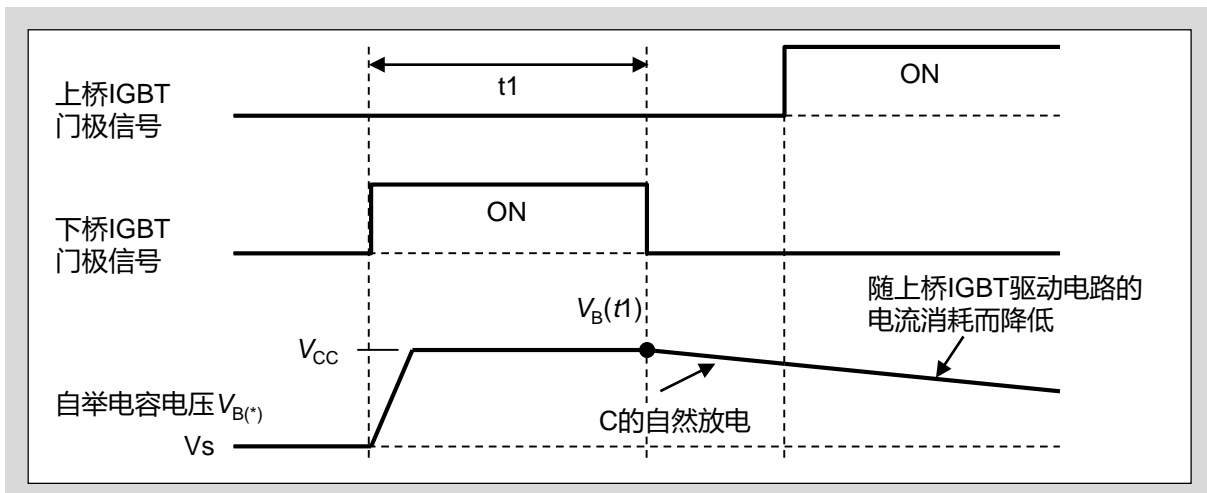 上桥IGBT
门极信号
t1
ON
下桥IGBT
门极信号
ON
VB(t1)
随上桥IGBT驱动电路的
电流消耗而降低
VCC
自举电容电压VB(*)
C的自然放电
Vs